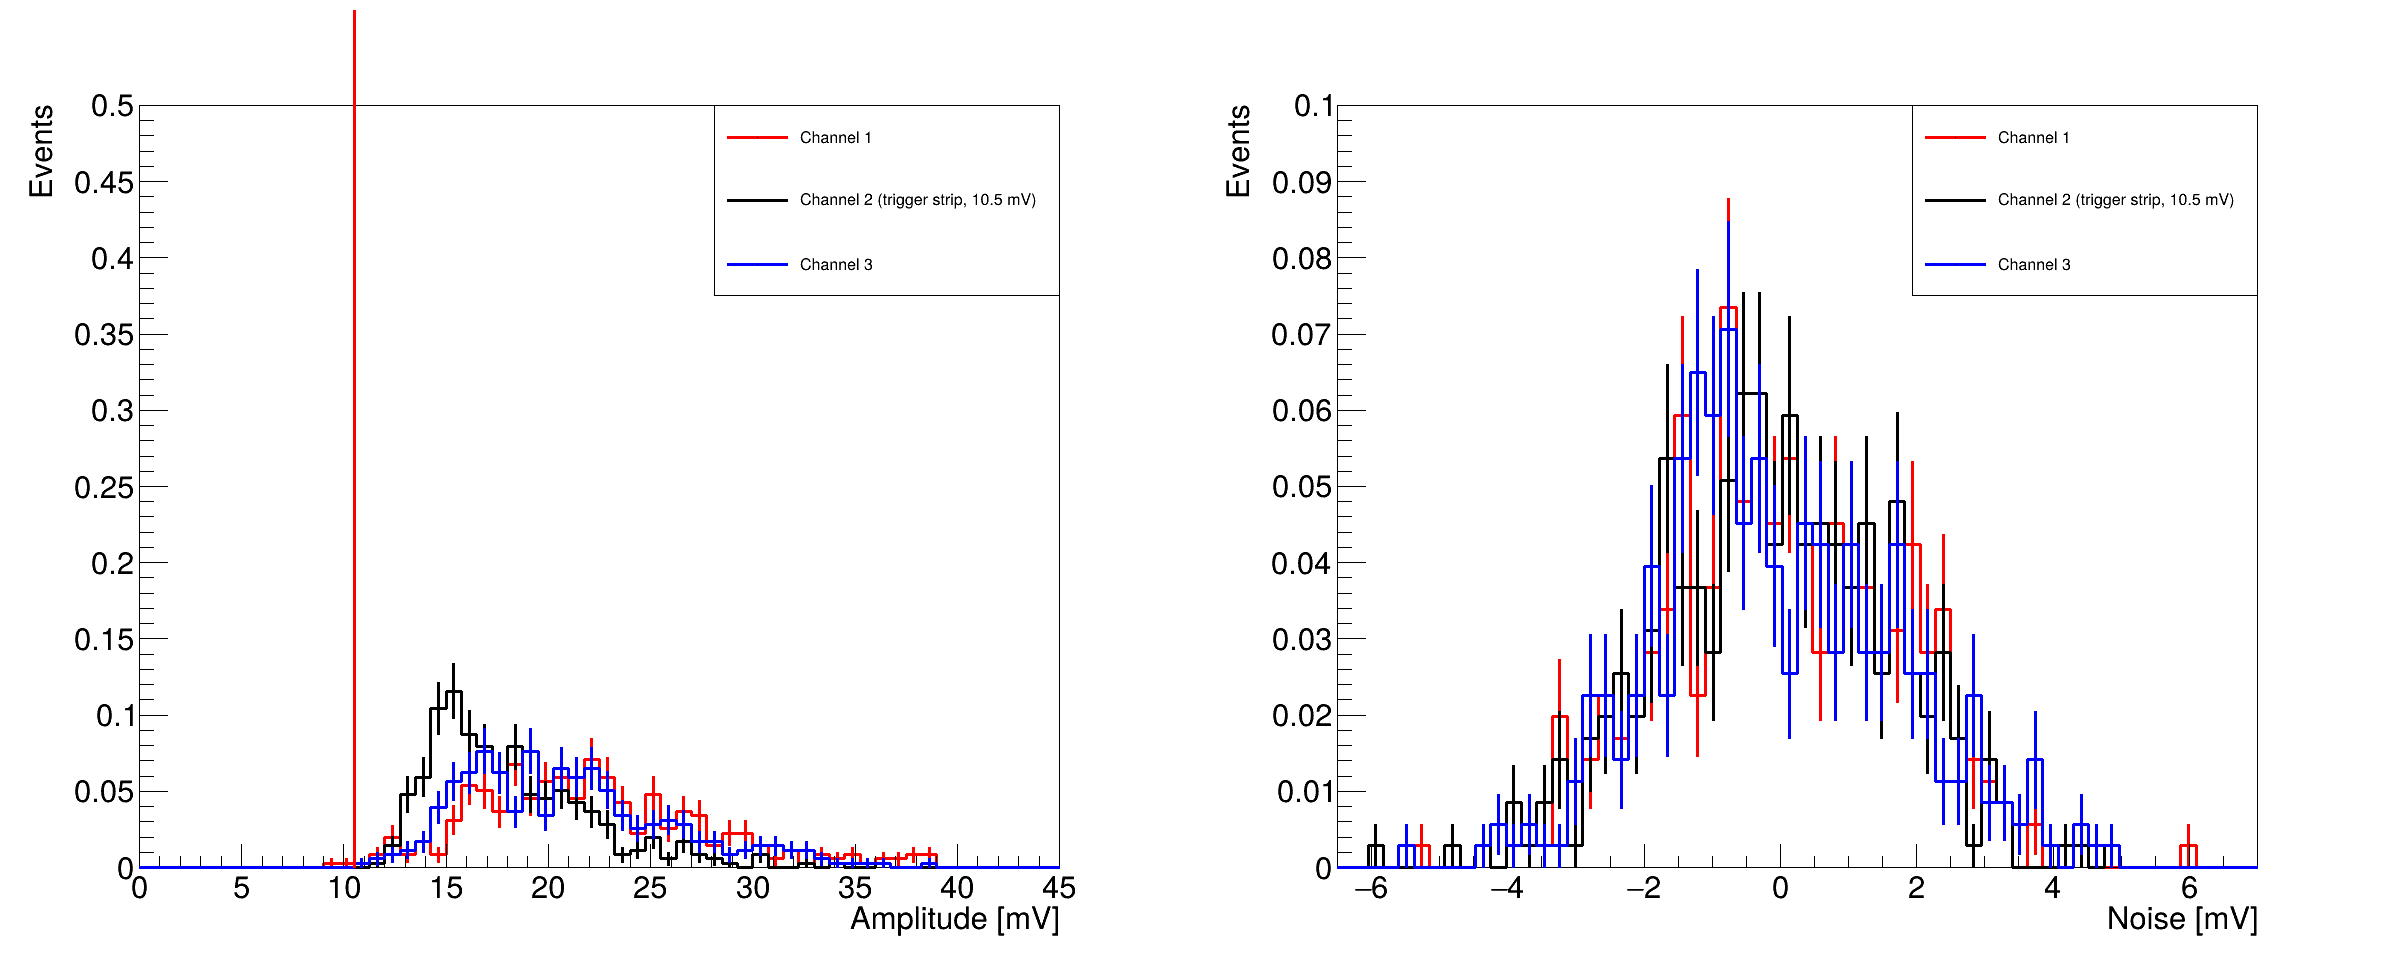 Events
0.5
0.45
0.4
0.35
0.3
0.25
0.2
0.15
0.1
0.05
0
0 5 10 15 20 25 30 35 40 45
Amplitude [mV]
Channel 1
Channel 2 (trigger strip, 10.5 mV)
Channel 3
Events
0.1
0.09
0.08
0.07
0.06
0.05
0.04
0.03
0.02
0.01
0
−6 −4 −2 0 2 4 6
Noise [mV]
Channel 1
Channel 2 (trigger strip, 10.5 mV)
Channel 3